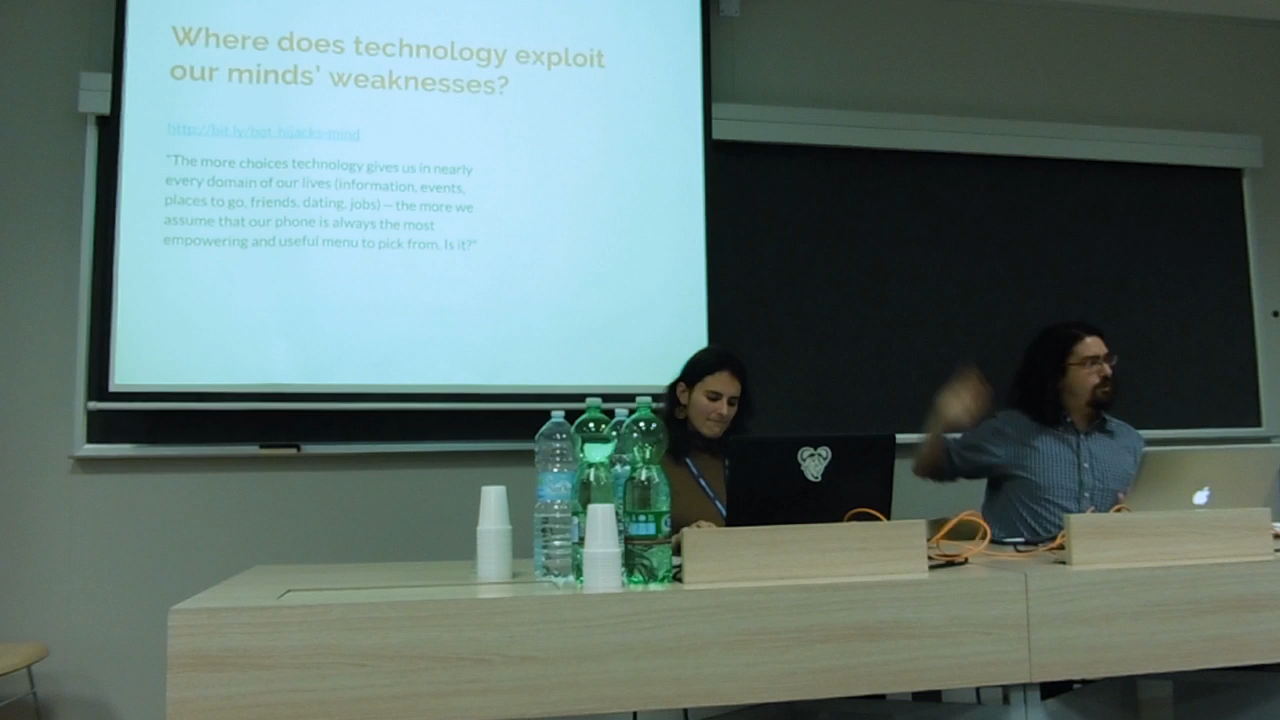 Where does technology exploit
our minds' weaknesses?
http://bit.ly/bot-hijacks-mind
"The more choices technology gives us in nearly
every domain of our lives (information, events,
places to go, friends, dating, jobs) — the more we
assume that our phone is always the most
empowering and useful menu to pick from. Is it?"